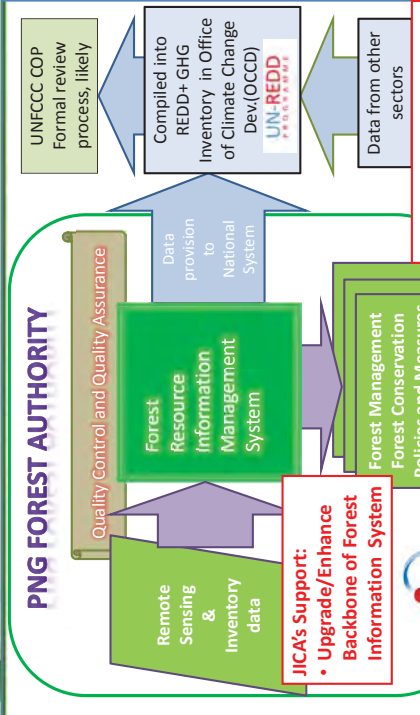 PNG FOREST AUTHORITY
Quality Control and Quality Assurance
Remote
Sensing
&
Inventory
data
Forest
Resource
Information
Management
System
Data
provision
to
National
System
UNFCCC COP
Formal review
process, likely
Compiled into
REDD+ GHG
Inventory in Office
of Climate Change
Dev.(OCCD)
UN-REDD
PROGRAMME
Data from other
sectors
JICA's Support:
• Upgrade/Enhance
Backbone of Forest
Information System
Forest Management
Forest Conservation
Policies and Measures